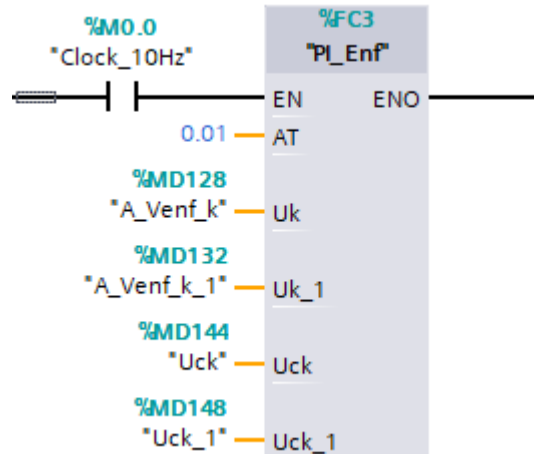 %M0.0
"Clock_10Hz"
%FC3
"PI_Enf"
EN
ENO
0.01
AT
%MD128
"A_Venf_k"
Uk
%MD132
"A_Venf_k_1"
Uk_1
%MD144
"Uck"
Uck
%MD148
"Uck_1"
Uck_1